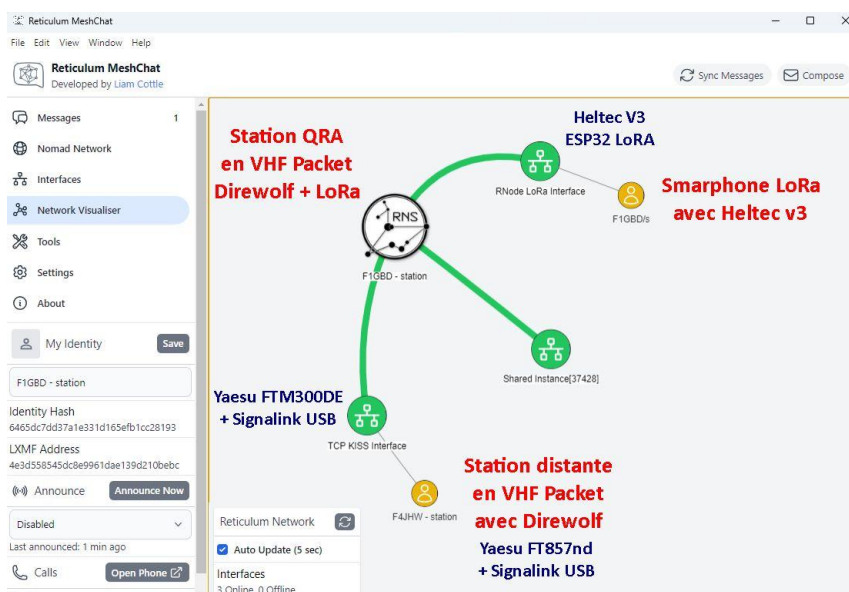 Reticulum MeshChat
File Edit View Window Help
Reticulum MeshChat
Developed by Liam Cottle
Sync Messages
Compose
Messages 1
Nomad Network
Interfaces
Network Visualiser
Tools
Settings
About
My Identity
Save
F1GBD - station
Identity Hash
6465dc7dd37a1e331d165efb1cc28193
LXMF Address
4e3d558545dc8e9961dae139d210bebc
Announce
Announce Now
Disabled
Last announced: 1 min ago
Calls
Open Phone
Station QRA
en VHF Packet
Direwolf + LoRa
Heltec V3
ESP32 LoRA
RNode LoRa Interface
Smarphone LoRa
avec Heltec v3
F1GBD/s
RNS
F1GBD - station
Shared Instance[37428]
Yaesu FTM300DE
+ Signalink USB
TCP KISS Interface
Station distante
en VHF Packet
avec Direwolf
F4JHW - station
Yaesu FT857nd
+ Signalink USB
Reticulum Network
Auto Update (5 sec)
Interfaces
3 Online, 0 Offline